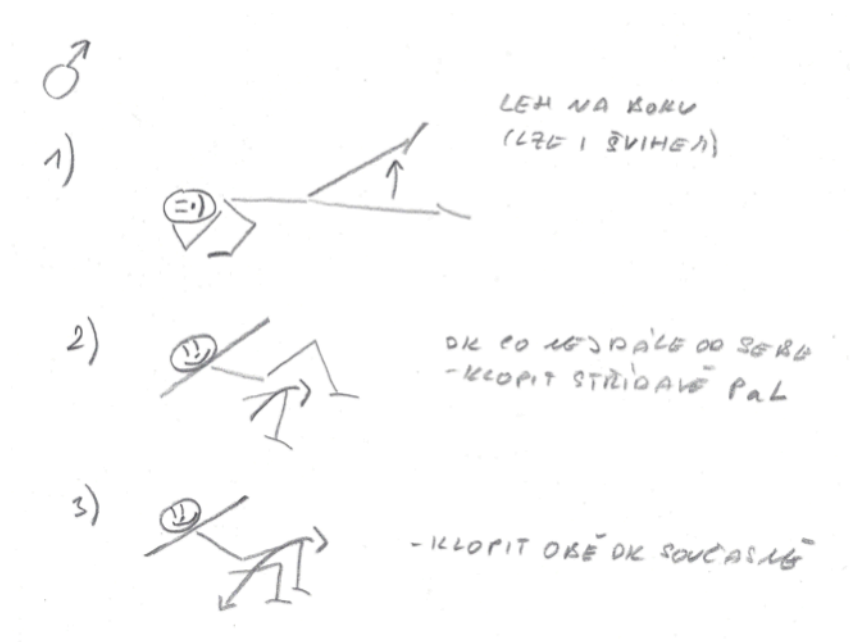 ♂
1)
LEH NA BOKU
(LZE I ŠVIHEM)
2)
DK CO NEJDÁLE OD SEBE
-KLOPIT STŘÍDAVĚ P a L
3)
-KLOPIT OBĚ DK SOUČASNĚ